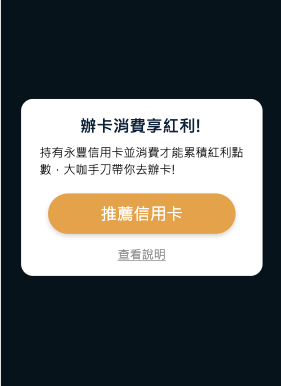 辦卡消費享紅利!
持有永豐信用卡並消費才能累積紅利點
數，大咖手刀帶你去辦卡!
推薦信用卡
查看說明